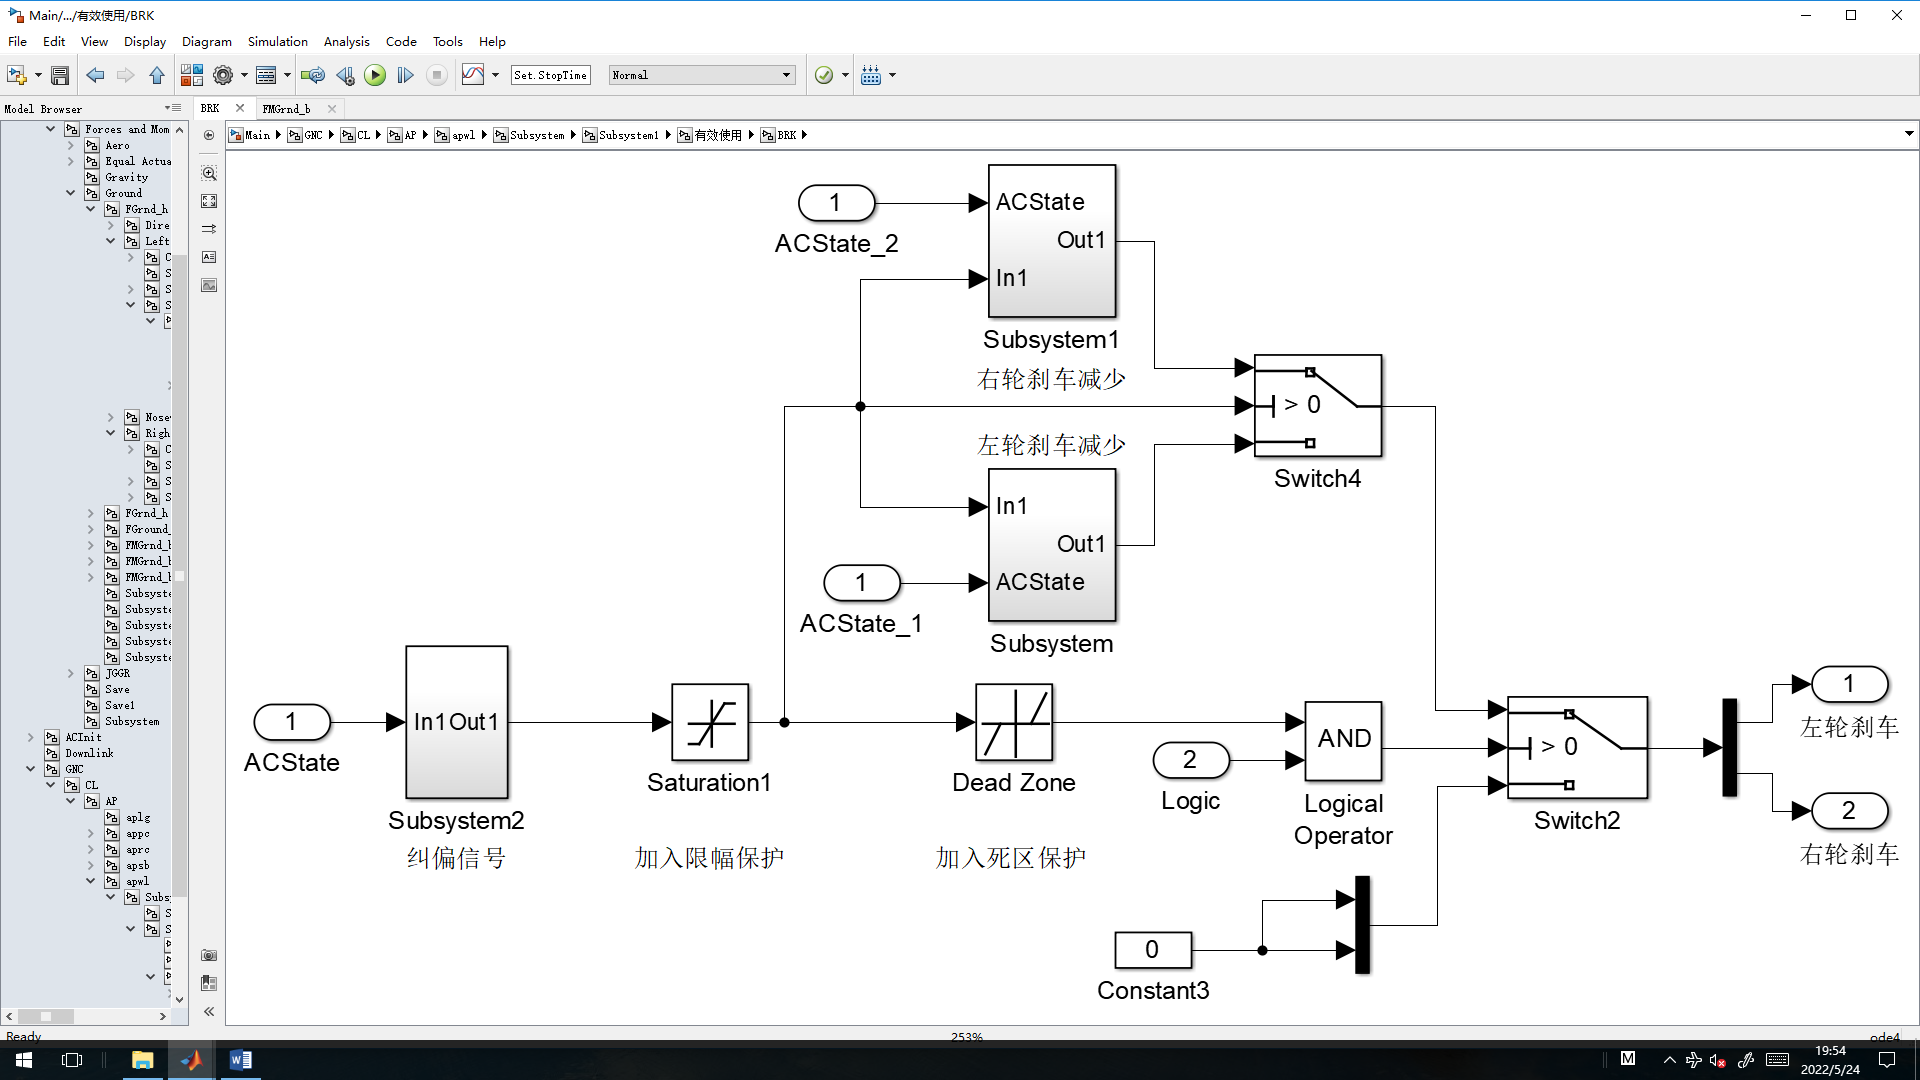 Main/.../有效使用/BRK
File Edit View Display Diagram Simulation Analysis Code Tools Help
Set.StopTime Normal
Model Browser
BRK FMGrnd_b
Main GNC CL AP apwl Subsystem Subsystem1 有效使用 BRK
Forces and Mom
Aero
Equal Actua
Gravity
Ground
FGrnd_h
Dire
Left
C
S
S
S
Nose
Righ
C
S
S
S
FGrnd_h
FGround_
FMGrnd_
FMGrnd_
FMGrnd_
Subsyste
Subsyste
Subsyste
Subsyste
Subsyste
JGGR
Save
Save1
Subsystem
ACInit
Downlink
GNC
CL
AP
aplg
appc
aprc
apsb
apwl
Subs
S
S
1
ACState_2
ACState
Out1
In1
Subsystem1
右轮刹车减少
> 0
Switch4
左轮刹车减少
In1
Out1
ACState
Subsystem
1
ACState_1
1
ACState
In1 Out1
Subsystem2
纠偏信号
Saturation1
加入限幅保护
Dead Zone
加入死区保护
2
Logic
AND
Logical
Operator
> 0
Switch2
1
左轮刹车
2
右轮刹车
0
Constant3
Ready 253% ode4
M
19:54
2022/5/24